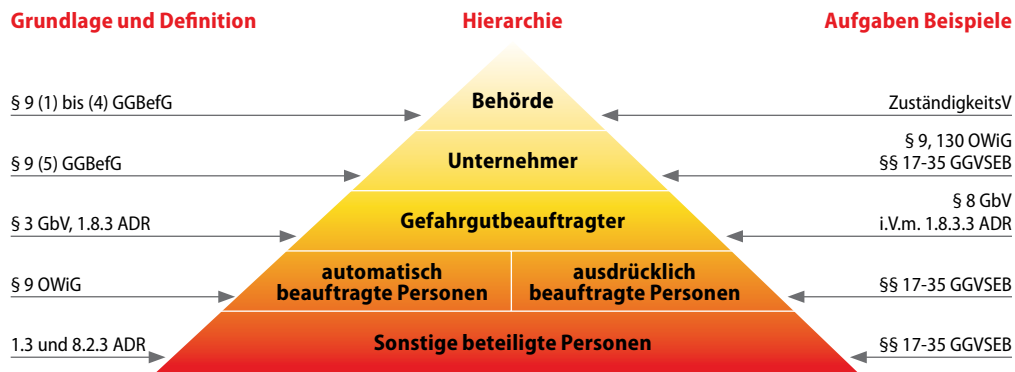 Grundlage und Definition
Hierarchie
Aufgaben Beispiele
§ 9 (1) bis (4) GGBefG
Behörde
ZuständigkeitsV
§ 9 (5) GGBefG
Unternehmer
§ 9, 130 OWiG
§§ 17-35 GGVSEB
§ 3 GbV, 1.8.3 ADR
Gefahrgutbeauftragter
§ 8 GbV
i.V.m. 1.8.3.3 ADR
§ 9 OWiG
automatisch
beauftragte Personen
ausdrücklich
beauftragte Personen
§§ 17-35 GGVSEB
1.3 und 8.2.3 ADR
Sonstige beteiligte Personen
§§ 17-35 GGVSEB